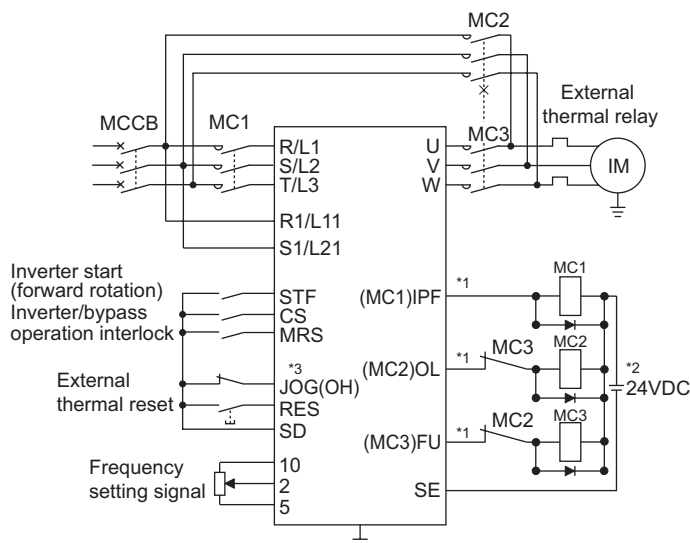 MC2
External
thermal relay
MCCB
MC1
MC3
R/L1
S/L2
T/L3
R1/L11
S1/L21
U
V
W
IM
Inverter start
(forward rotation)
Inverter/bypass
operation interlock
External
thermal reset
STF
CS
MRS
*3
JOG(OH)
RES
SD
Frequency
setting signal
10
2
5
(MC1)IPF
*1
MC1
(MC2)OL
*1
MC3
MC2
*2
24VDC
(MC3)FU
*1
MC2
MC3
SE